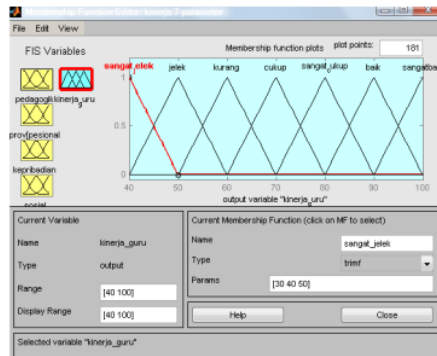 Membership Function Editor: kinerja 7 parameter
File Edit View
FIS Variables
Membership function plots plot points: 181
sangat_jelek jelek kurang cukup sangat_cukup baik sangatba
pedagogik kinerja_guru
provfpesional
kepribadian
sosial
1
0.5
0
40 50 60 70 80 90 100
output variable "kinerja_guru"
Current Variable
Name kinerja_guru
Type output
Range [40 100]
Display Range [40 100]
Current Membership Function (click on MF to select)
Name sangat_jelek
Type trimf
Params [30 40 50]
Help Close
Selected variable "kinerja_guru"